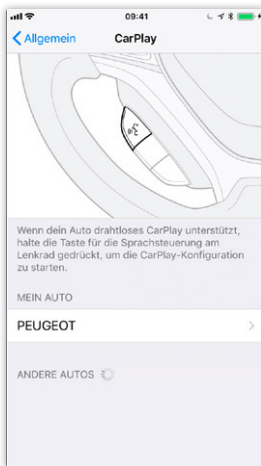 09:41
Allgemein
CarPlay
Wenn dein Auto drahtloses CarPlay unterstützt,
halte die Taste für die Sprachsteuerung am
Lenkrad gedrückt, um die CarPlay-Konfiguration
zu starten.
MEIN AUTO
PEUGEOT
ANDERE AUTOS